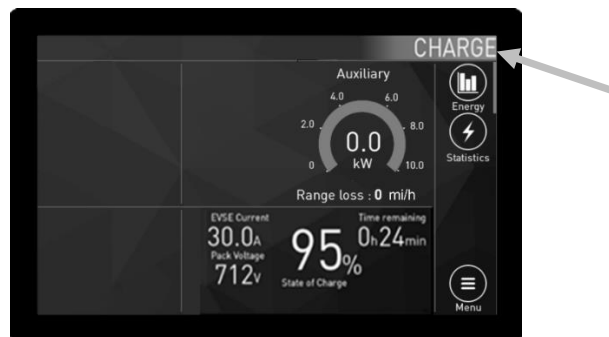 CHARGE
Auxiliary
4.0 6.0
2.0 8.0
0.0
0 kW 10.0
Range loss : 0 mi/h
Energy
Statistics
EVSE Current
30.0A
Pack Voltage
712V
95%
State of Charge
Time remaining
0h24min
Menu